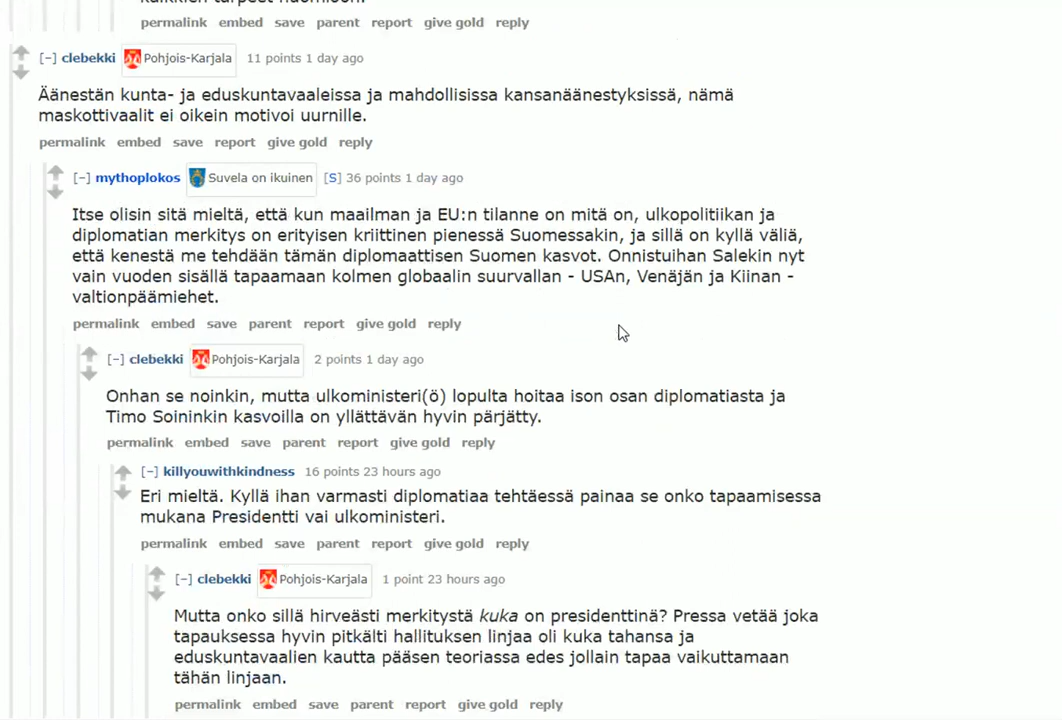 permalink embed save parent report give gold reply
[–] clebekki Pohjois-Karjala 11 points 1 day ago
Äänestän kunta- ja eduskuntavaaleissa ja mahdollisissa kansanäänestyksissä, nämä
maskottivaalit ei oikein motivoi uurnille.
permalink embed save report give gold reply
[–] mythoplokos Suvela on ikuinen [S] 36 points 1 day ago
Itse olisin sitä mieltä, että kun maailman ja EU:n tilanne on mitä on, ulkopolitiikan ja
diplomatian merkitys on erityisen kriittinen pienessä Suomessakin, ja sillä on kyllä väliä,
että kenestä me tehdään tämän diplomaattisen Suomen kasvot. Onnistuihan Salekin nyt
vain vuoden sisällä tapaamaan kolmen globaalin suurvallan - USAn, Venäjän ja Kiinan -
valtionpäämiehet.
permalink embed save parent report give gold reply
[–] clebekki Pohjois-Karjala 2 points 1 day ago
Onhan se noinkin, mutta ulkoministeri(ö) lopulta hoitaa ison osan diplomatiasta ja
Timo Soininkin kasvoilla on yllättävän hyvin pärjätty.
permalink embed save parent report give gold reply
[–] killyouwithkindness 16 points 23 hours ago
Eri mieltä. Kyllä ihan varmasti diplomatiaa tehtäessä painaa se onko tapaamisessa
mukana Presidentti vai ulkoministeri.
permalink embed save parent report give gold reply
[–] clebekki Pohjois-Karjala 1 point 23 hours ago
Mutta onko sillä hirveästi merkitystä kuka on presidenttinä? Pressa vetää joka
tapauksessa hyvin pitkälti hallituksen linjaa oli kuka tahansa ja
eduskuntavaalien kautta pääsen teoriassa edes jollain tapaa vaikuttamaan
tähän linjaan.
permalink embed save parent report give gold reply